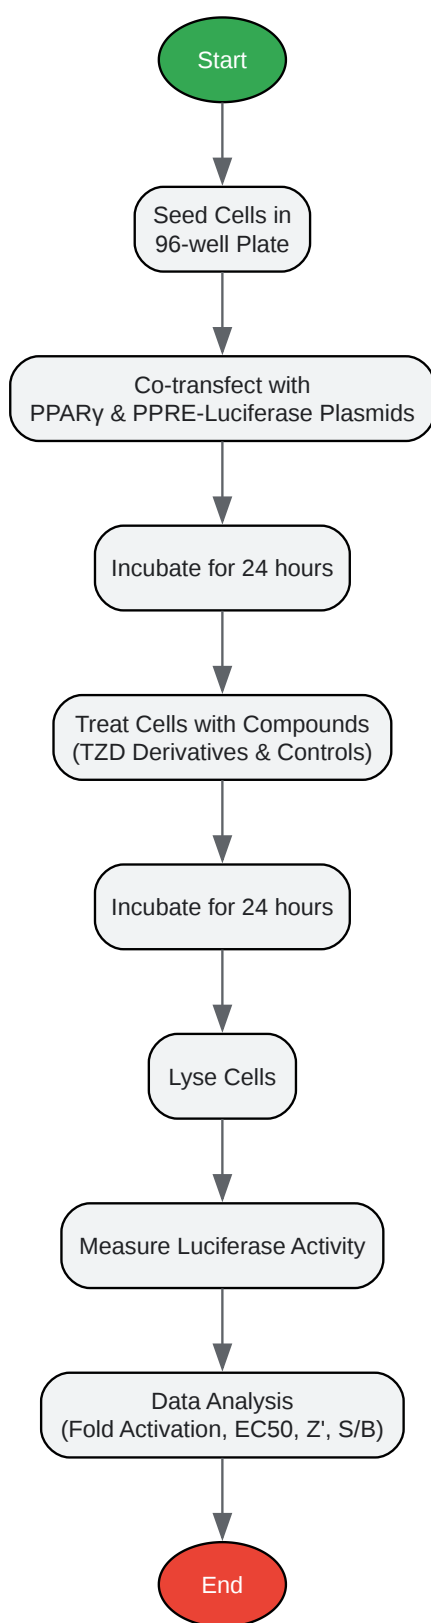 Start
Seed Cells in
96-well Plate
Co-transfect with
PPARγ & PPRE-Luciferase Plasmids
Incubate for 24 hours
Treat Cells with Compounds
(TZD Derivatives & Controls)
Incubate for 24 hours
Lyse Cells
Measure Luciferase Activity
Data Analysis
(Fold Activation, EC50, Z', S/B)
End